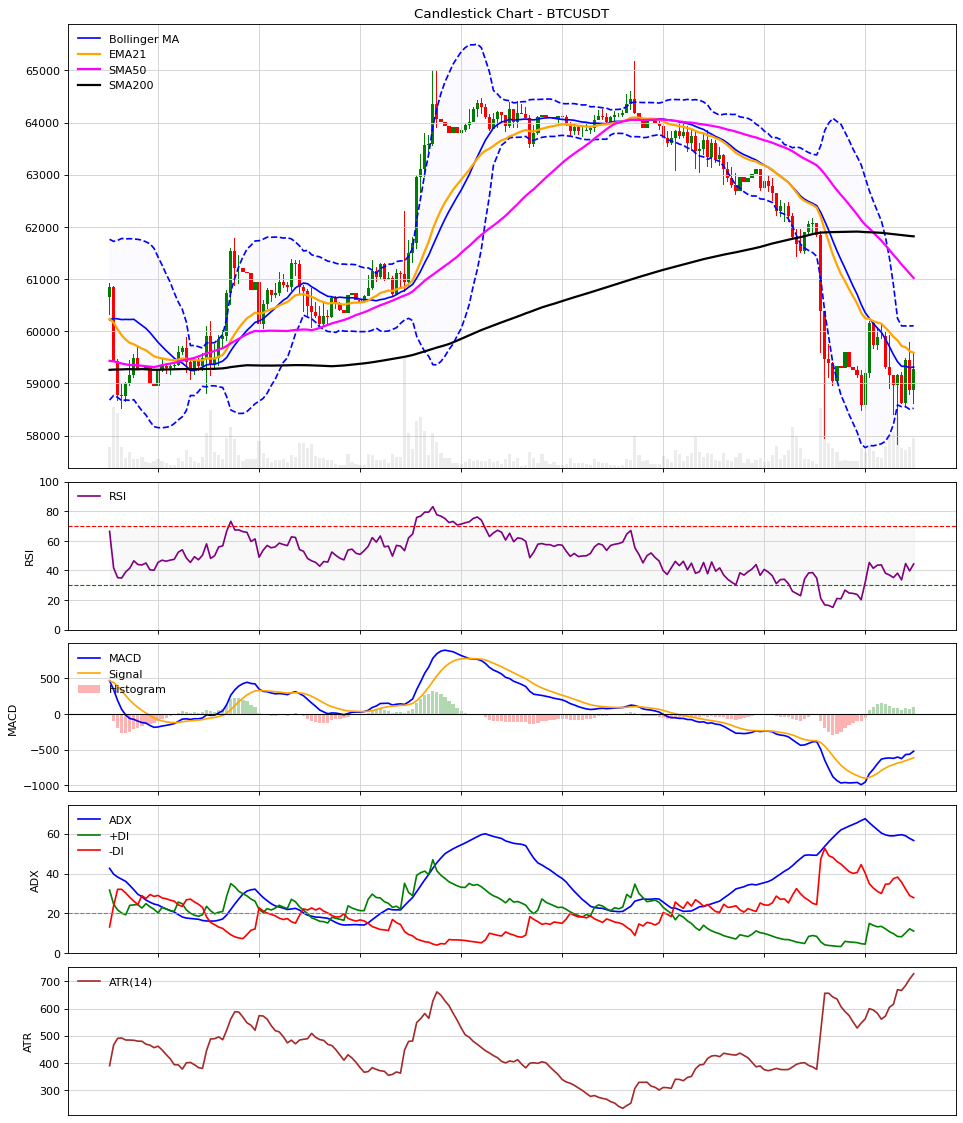 Candlestick Chart - BTCUSDT
Bollinger MA
EMA21
SMA50
SMA200
65000
64000
63000
62000
61000
60000
59000
58000
RSI
RSI
100
80
60
40
20
0
MACD
Signal
Histogram
MACD
500
0
−500
−1000
ADX
+DI
-DI
ADX
60
40
20
0
ATR(14)
ATR
700
600
500
400
300